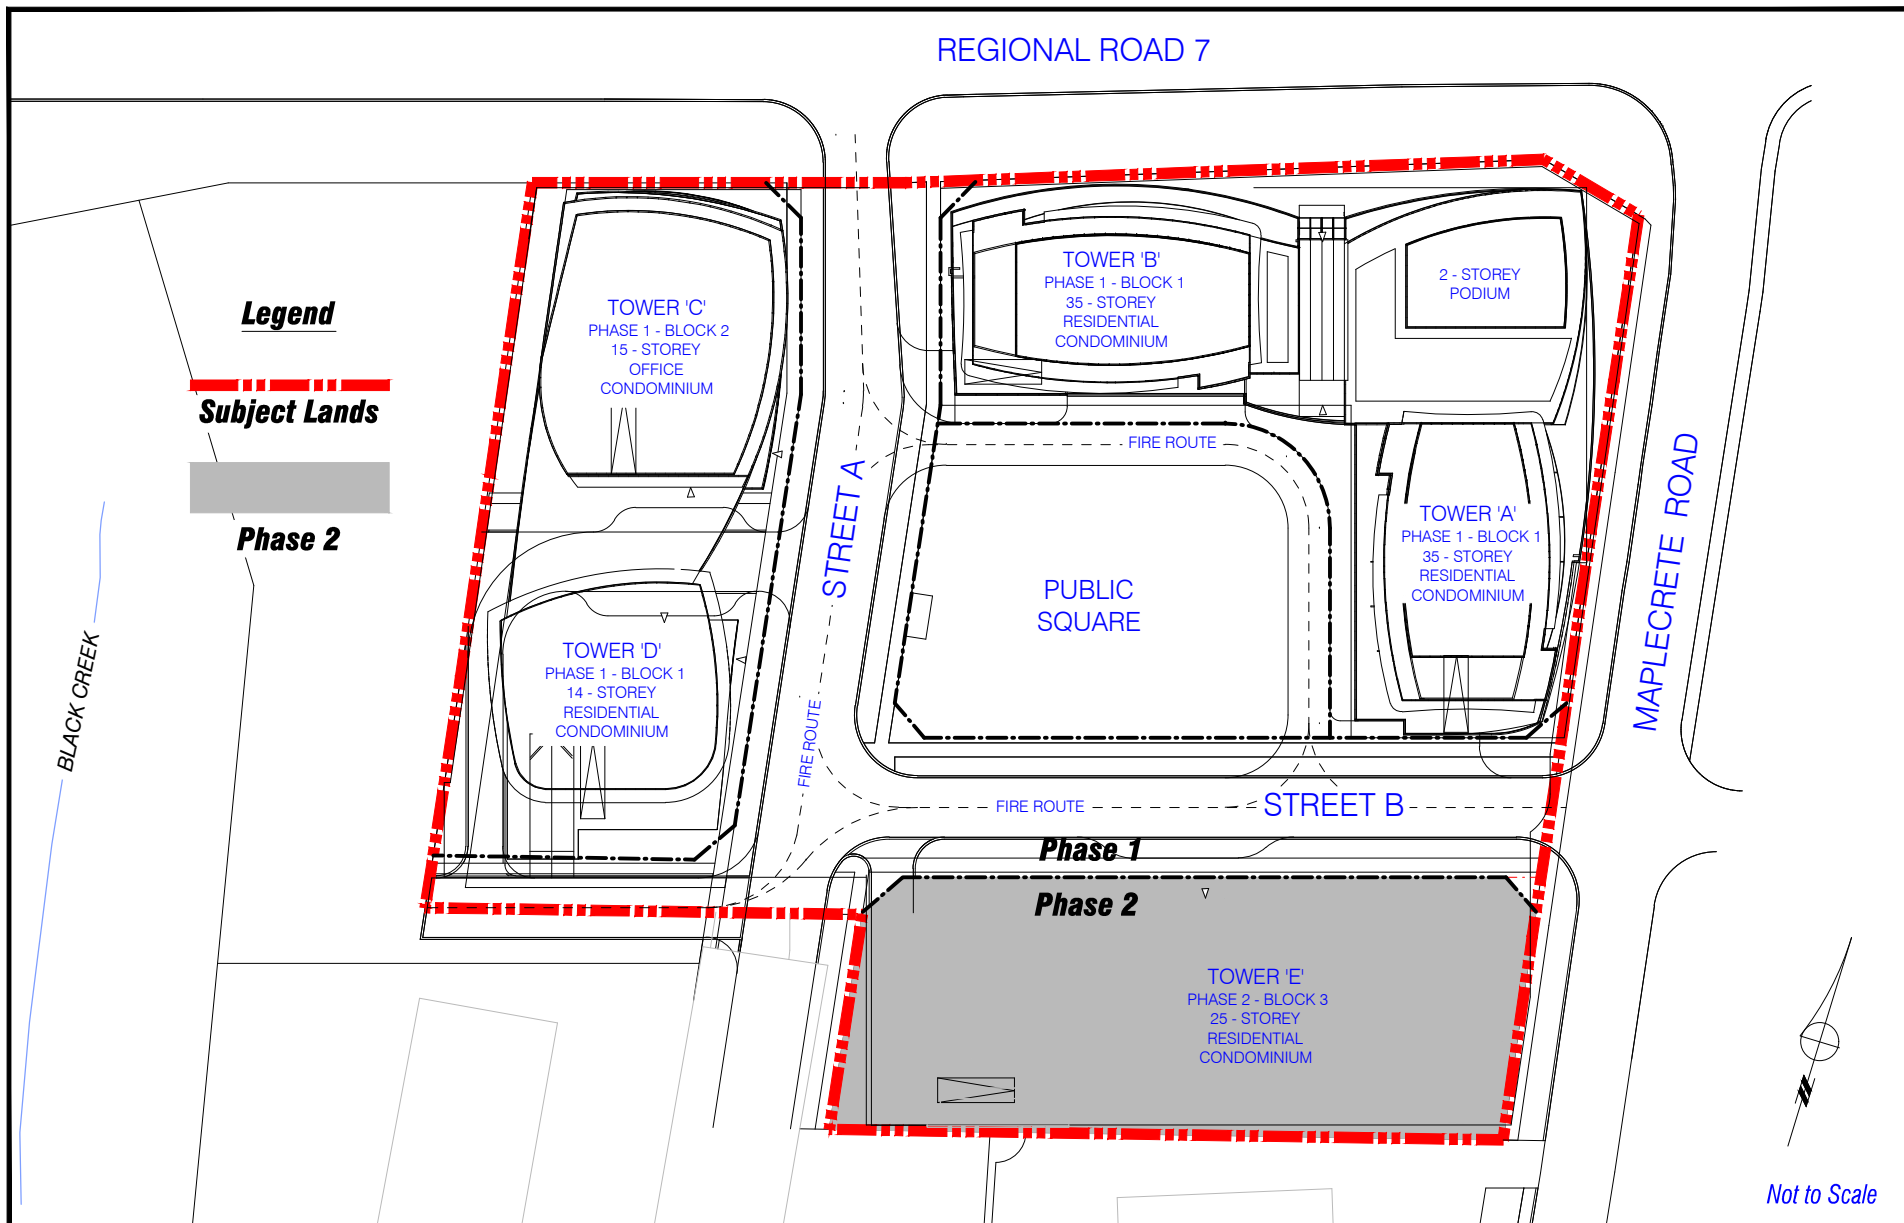 REGIONAL ROAD 7
Legend
Subject Lands
Phase 2
BLACK CREEK
TOWER 'C'
PHASE 1 - BLOCK 2
15 - STOREY
OFFICE
CONDOMINIUM
TOWER 'B'
PHASE 1 - BLOCK 1
35 - STOREY
RESIDENTIAL
CONDOMINIUM
2 - STOREY
PODIUM
FIRE ROUTE
STREET A
PUBLIC
SQUARE
TOWER 'A'
PHASE 1 - BLOCK 1
35 - STOREY
RESIDENTIAL
CONDOMINIUM
MAPLECRETE ROAD
TOWER 'D'
PHASE 1 - BLOCK 1
14 - STOREY
RESIDENTIAL
CONDOMINIUM
FIRE ROUTE
FIRE ROUTE
STREET B
Phase 1
Phase 2
TOWER 'E'
PHASE 2 - BLOCK 3
25 - STOREY
RESIDENTIAL
CONDOMINIUM
N
Not to Scale